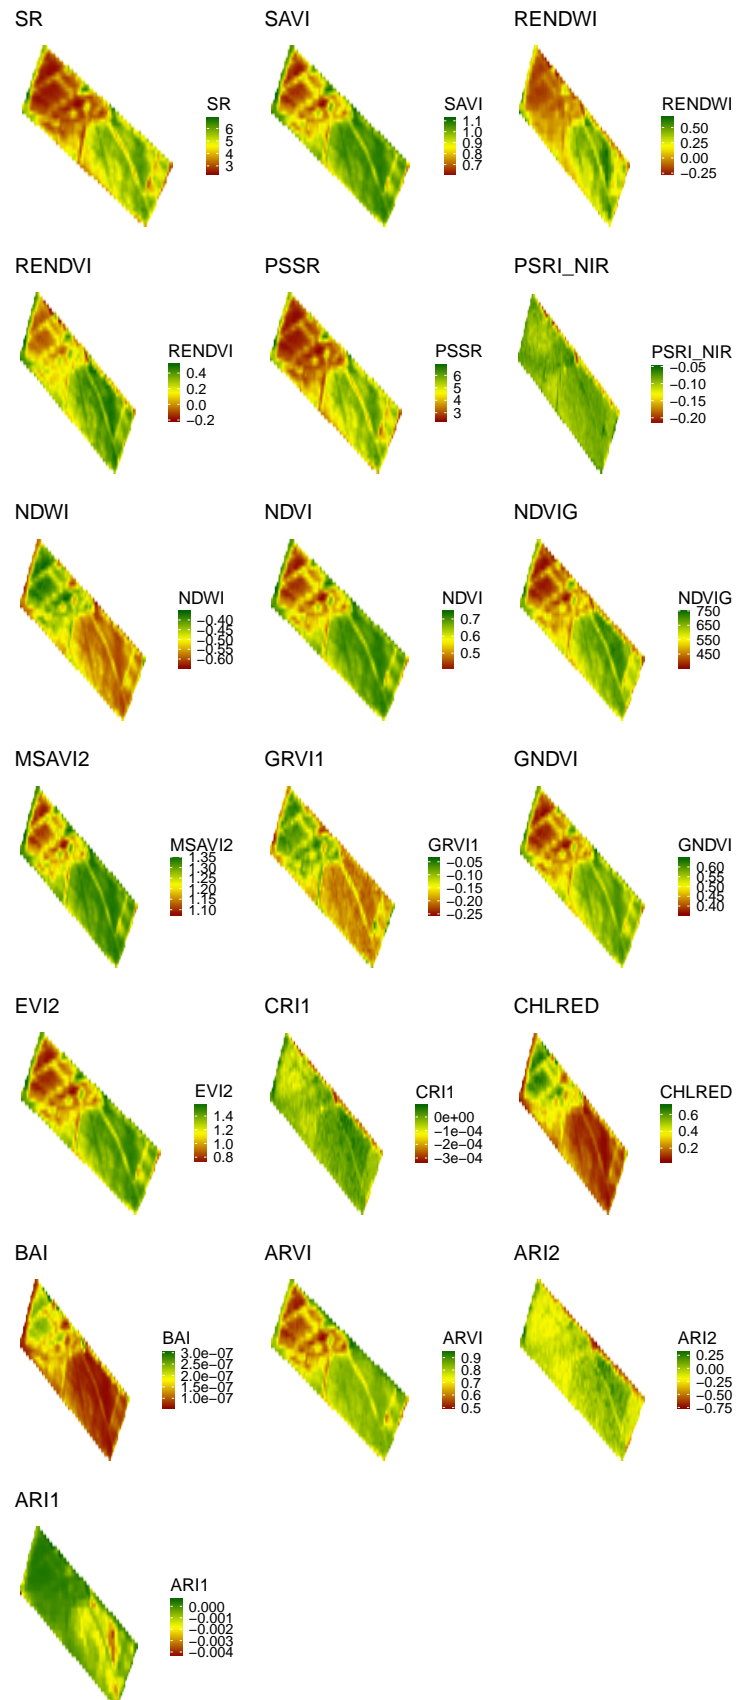 SR
SAVI
RENDWI
SR
6
5
4
3
SAVI
1.1
1.0
0.9
0.8
0.7
RENDWI
0.50
0.25
0.00
−0.25
RENDVI
PSSR
PSRI_NIR
RENDVI
0.4
0.2
0.0
−0.2
PSSR
6
5
4
3
PSRI_NIR
−0.05
−0.10
−0.15
−0.20
NDWI
NDVI
NDVIG
NDWI
−0.40
−0.45
−0.50
−0.55
−0.60
NDVI
0.7
0.6
0.5
NDVIG
750
650
550
450
MSAVI2
GRVI1
GNDVI
MSAVI2
1.35
1.30
1.25
1.20
1.15
1.10
GRVI1
−0.05
−0.10
−0.15
−0.20
−0.25
GNDVI
0.60
0.55
0.50
0.45
0.40
EVI2
CRI1
CHLRED
EVI2
1.4
1.2
1.0
0.8
CRI1
0e+00
−1e−04
−2e−04
−3e−04
CHLRED
0.6
0.4
0.2
BAI
ARVI
ARI2
BAI
3.0e−07
2.5e−07
2.0e−07
1.5e−07
1.0e−07
ARVI
0.9
0.8
0.7
0.6
0.5
ARI2
0.25
0.00
−0.25
−0.50
−0.75
ARI1
ARI1
0.000
−0.001
−0.002
−0.003
−0.004